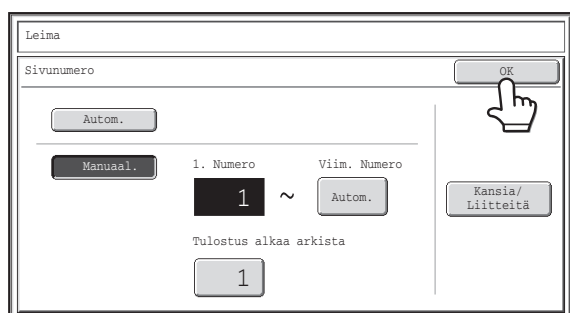 Leima
Sivunumero
OK
Autom.
Manuaal.
1. Numero
Viim. Numero
1 ~ Autom.
Tulostus alkaa arkista
1
Kansia/
Liitteitä